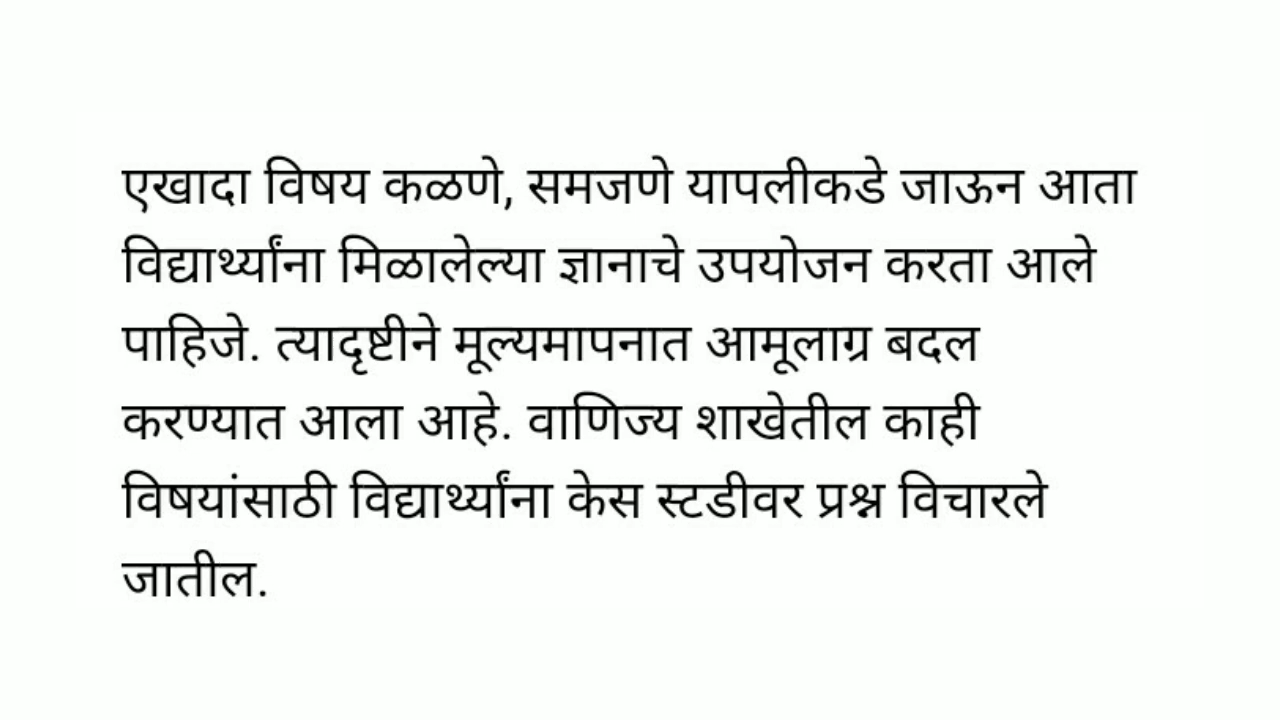 एखादा विषय कळणे, समजणे यापलीकडे जाऊन आता
विद्यार्थ्यांना मिळालेल्या ज्ञानाचे उपयोजन करता आले
पाहिजे. त्यादृष्टीने मूल्यमापनात आमूलाग्र बदल
करण्यात आला आहे. वाणिज्य शाखेतील काही
विषयांसाठी विद्यार्थ्यांना केस स्टडीवर प्रश्न विचारले
जातील.